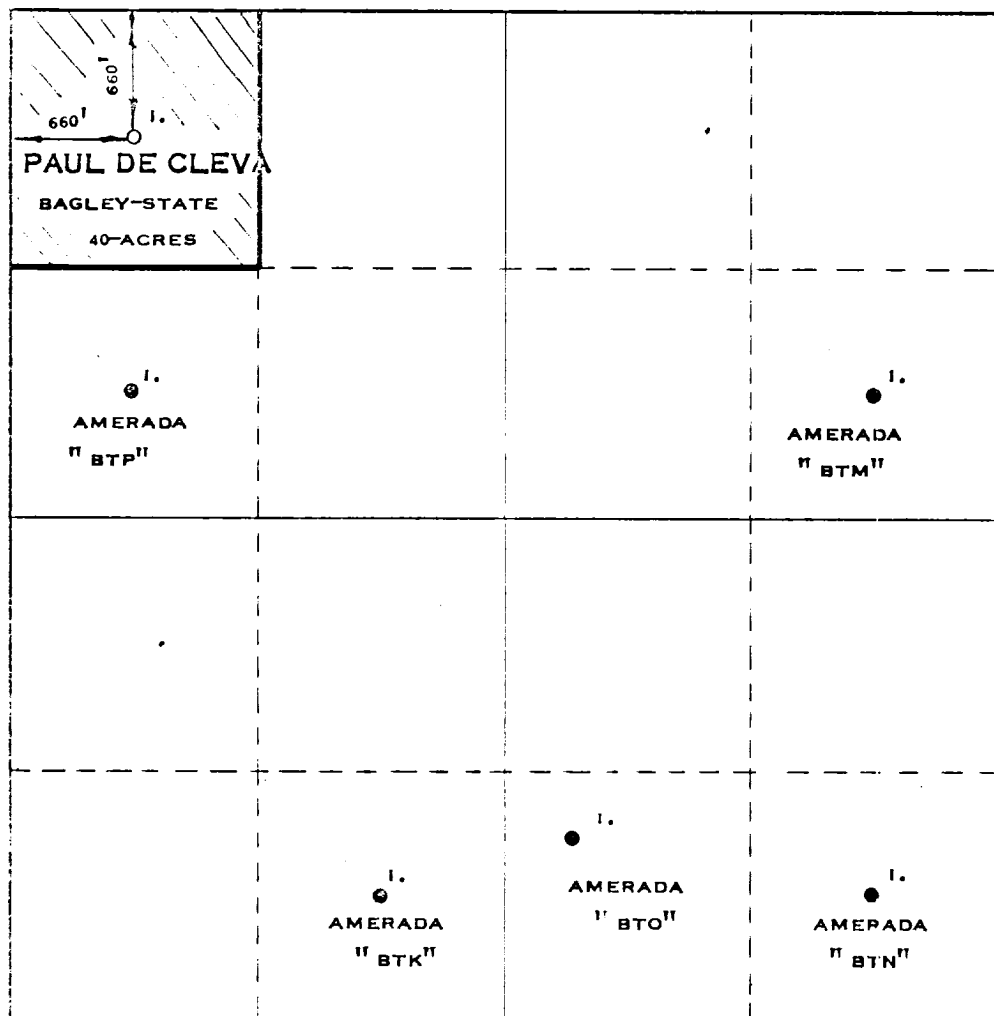 660'
660'
1.
PAUL DE CLEVA
BAGLEY-STATE
40-ACRES
1.
AMERADA
"BTP"
1.
AMERADA
"BTM"
1.
AMERADA
"BTK"
1.
AMERADA
"BTO"
1.
AMERADA
"BTN"